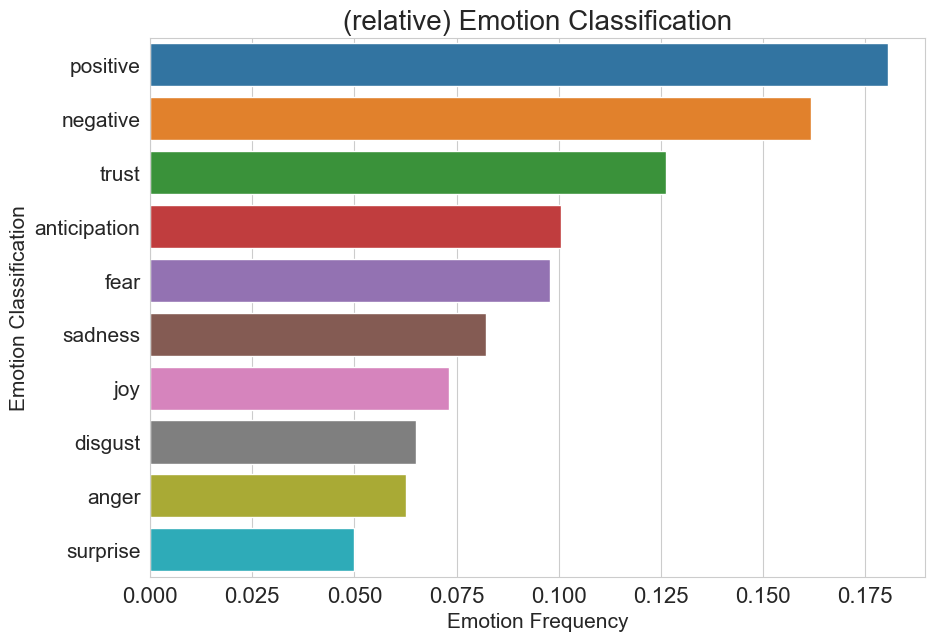 (relative) Emotion Classification
Emotion Classification
positive
negative
trust
anticipation
fear
sadness
joy
disgust
anger
surprise
0.000 0.025 0.050 0.075 0.100 0.125 0.150 0.175
Emotion Frequency